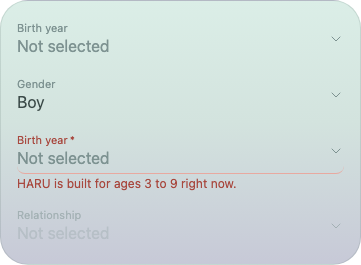 Birth year
Not selected
Gender
Boy
Birth year *
Not selected
HARU is built for ages 3 to 9 right now.
Relationship
Not selected